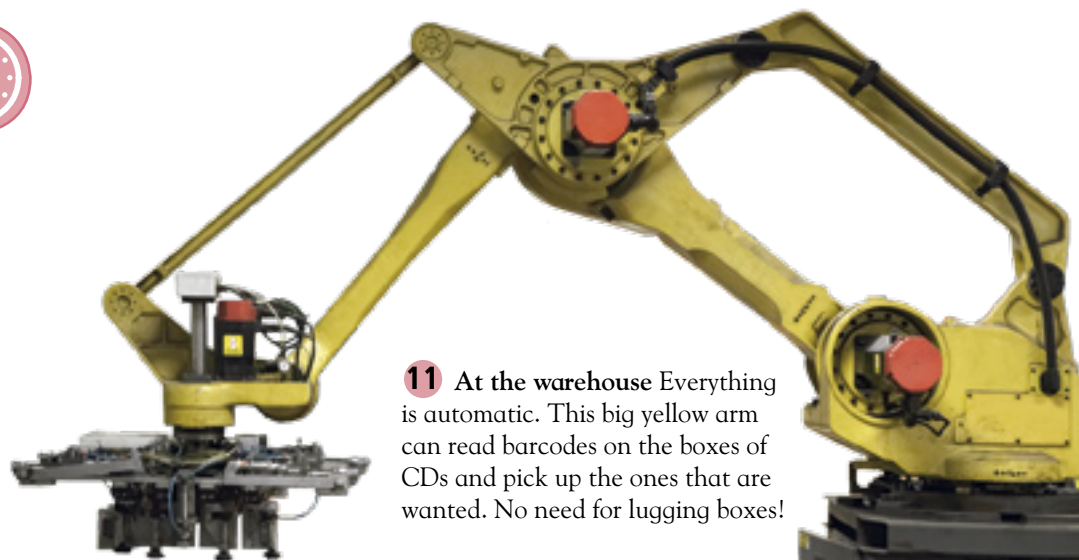 11 At the warehouse Everything
is automatic. This big yellow arm
can read barcodes on the boxes of
CDs and pick up the ones that are
wanted. No need for lugging boxes!